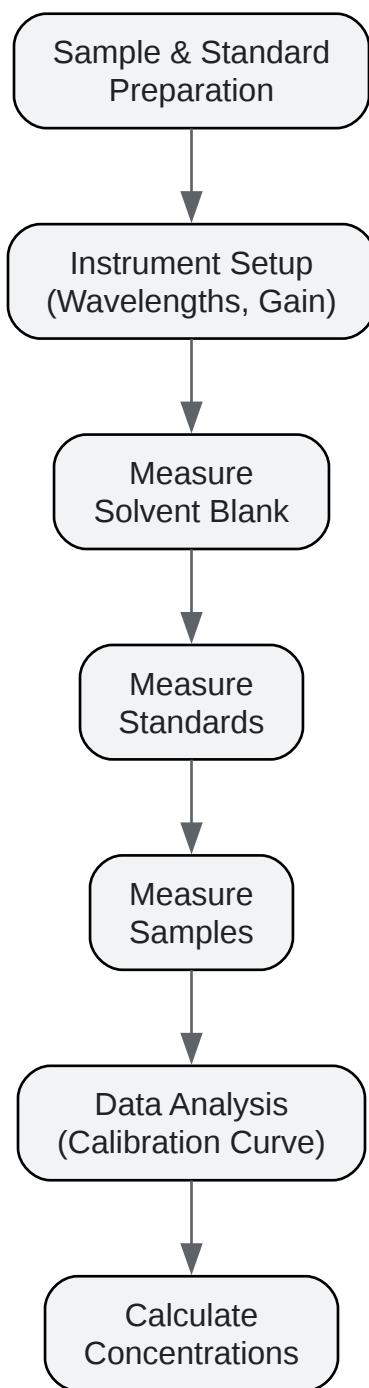 Sample & Standard
Preparation
Instrument Setup
(Wavelengths, Gain)
Measure
Solvent Blank
Measure
Standards
Measure
Samples
Data Analysis
(Calibration Curve)
Calculate
Concentrations